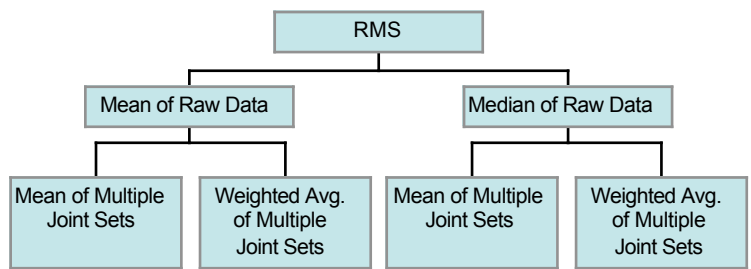 RMS
Mean of Raw Data
Median of Raw Data
Mean of Multiple
Joint Sets
Weighted Avg.
of Multiple
Joint Sets
Mean of Multiple
Joint Sets
Weighted Avg.
of Multiple
Joint Sets